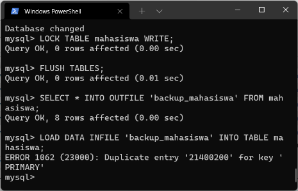 Windows PowerShell
Database changed
mysql> LOCK TABLE mahasiswa WRITE;
Query OK, 0 rows affected (0.00 sec)
mysql> FLUSH TABLES;
Query OK, 0 rows affected (0.01 sec)
mysql> SELECT * INTO OUTFILE 'backup_mahasiswa' FROM mah
asiswa;
Query OK, 8 rows affected (0.00 sec)
mysql> LOAD DATA INFILE 'backup_mahasiswa' INTO TABLE ma
hasiswa;
ERROR 1062 (23000): Duplicate entry '21400200' for key '
PRIMARY'
mysql>